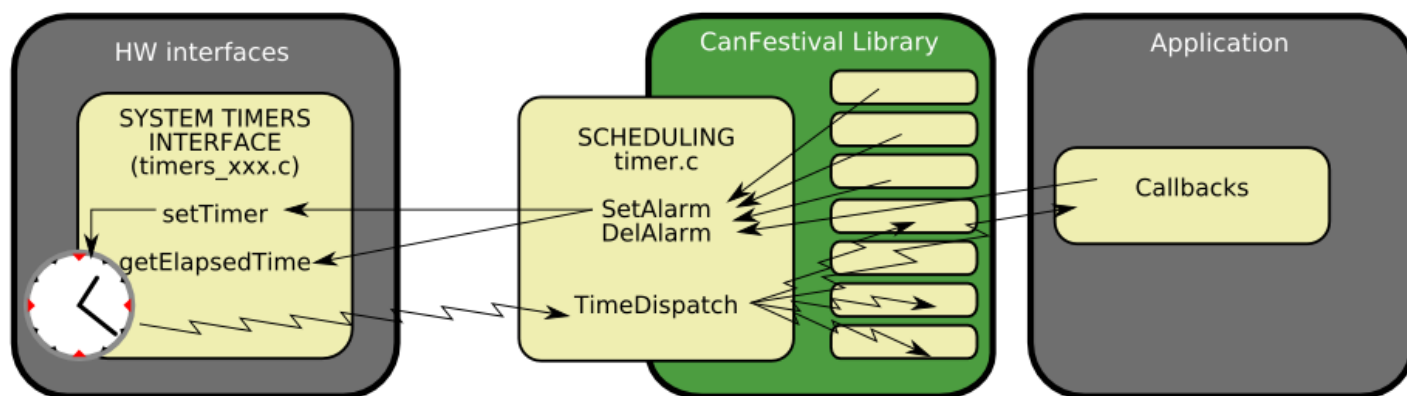 HW interfaces
SYSTEM TIMERS
INTERFACE
(timers_xxx.c)
setTimer
getElapsedTime
CanFestival Library
SCHEDULING
timer.c
SetAlarm
DelAlarm
TimeDispatch
Application
Callbacks